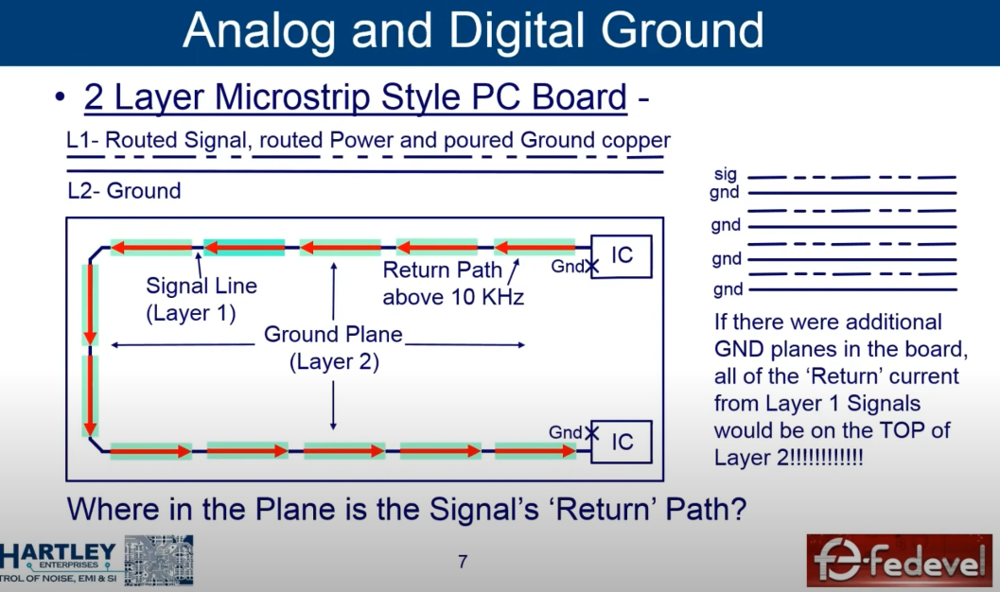 Analog and Digital Ground
• 2 Layer Microstrip Style PC Board -
L1- Routed Signal, routed Power and poured Ground copper
L2- Ground
sig
gnd
gnd
gnd
gnd
IC
Gnd
Signal Line
(Layer 1)
Return Path
above 10 KHz
Ground Plane
(Layer 2)
Gnd
IC
If there were additional
GND planes in the board,
all of the ‘Return’ current
from Layer 1 Signals
would be on the TOP of
Layer 2!!!!!!!!!!!!
Where in the Plane is the Signal’s ‘Return’ Path?
HARTLEY
ENTERPRISES
TROL OF NOISE, EMI & SI
7
fedevel